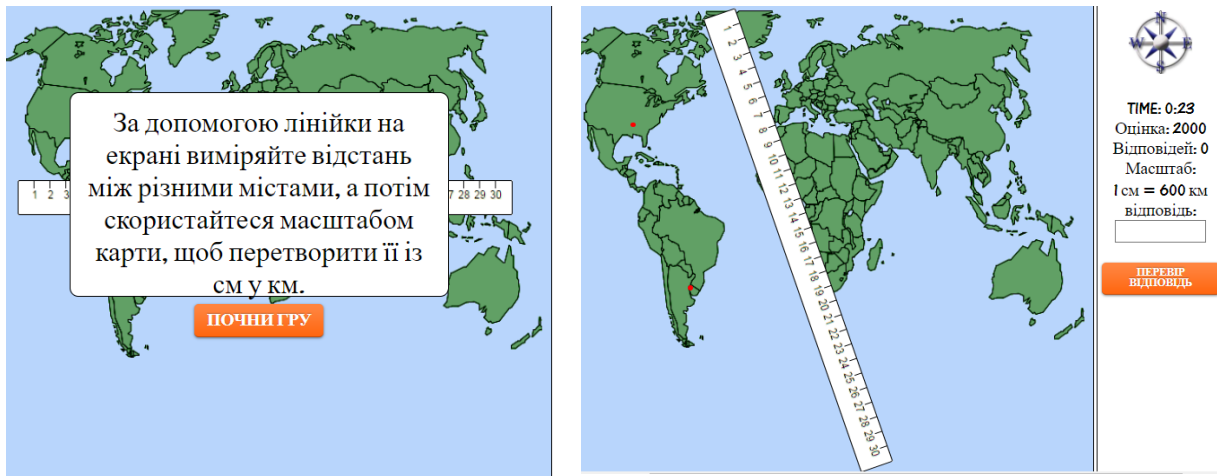 За допомогою лінійки на
екрані виміряйте відстань
між різними містами, а потім
скористайтеся масштабом
карти, щоб перетворити її із
см у км.
1 2 3
7 28 29 30
ПОЧНИ ГРУ
1 2 3 4 5 6 7 8 9 10 11 12 13 14 15 16 17 18 19 20 21 22 23 24 25 26 27 28 29 30
N
W E
S
TIME: 0:23
Оцінка: 2000
Відповідей: 0
Масштаб:
1 см = 600 км
відповідь:
ПЕРЕВІР
ВІДПОВІДЬ